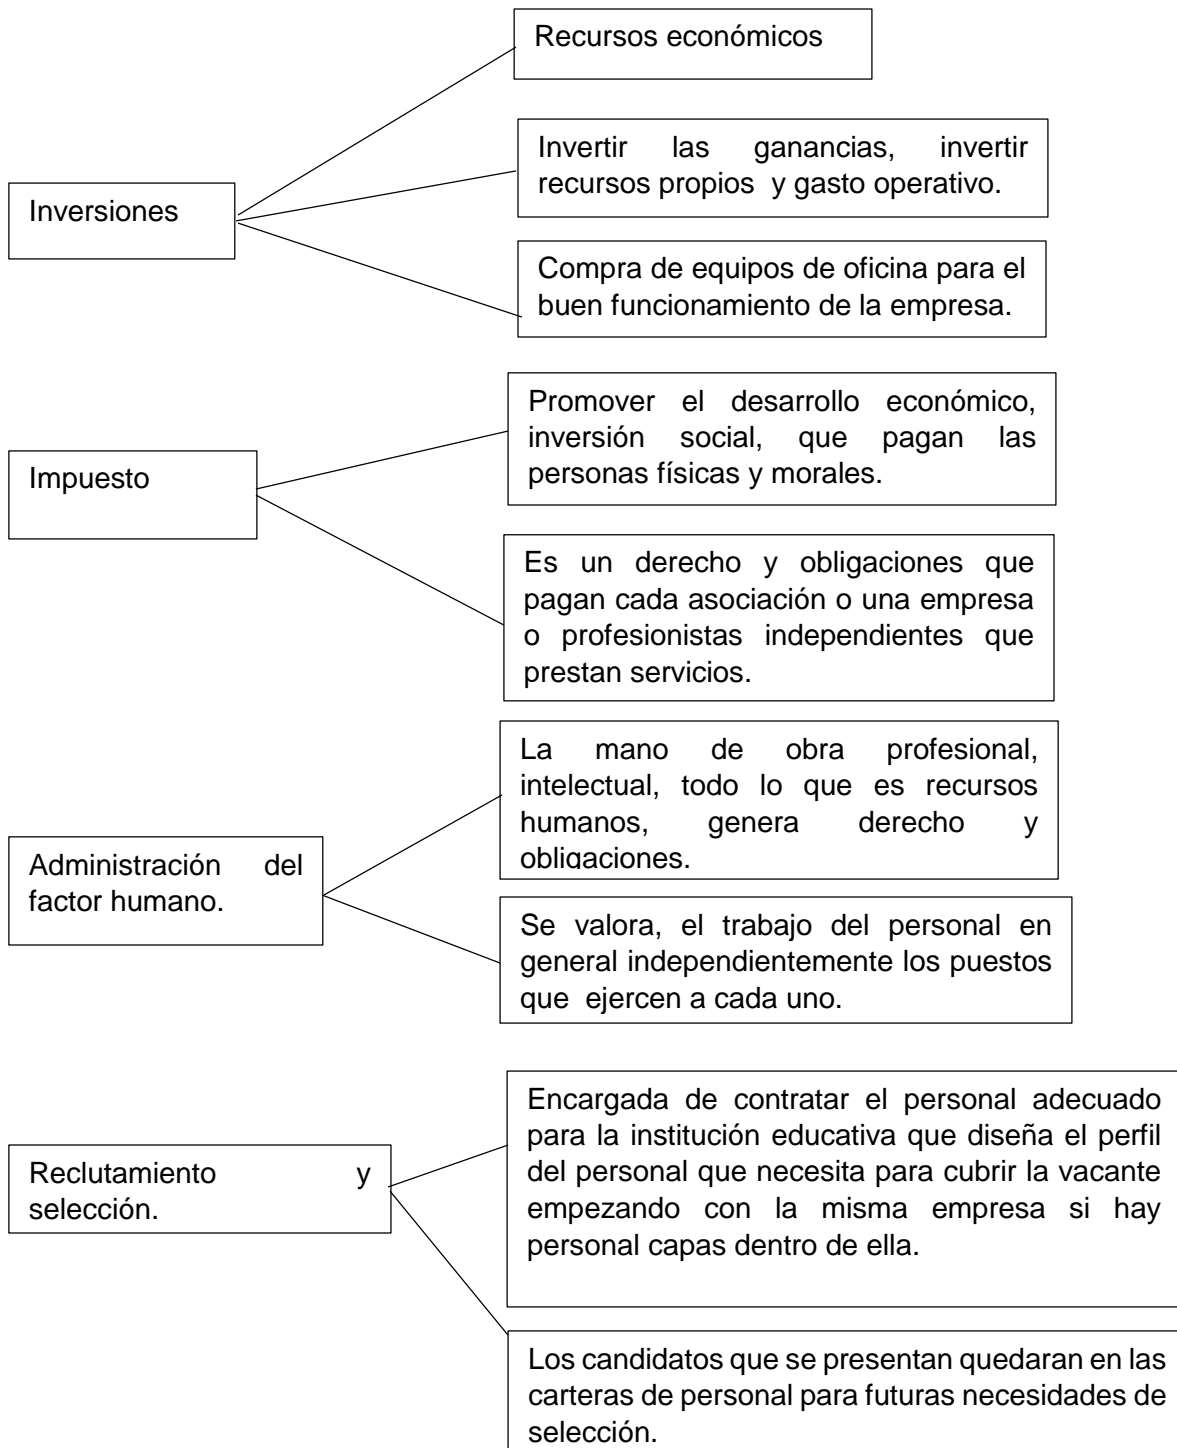 Recursos económicos
Invertir las ganancias, invertir
recursos propios y gasto operativo.
Inversiones
Compra de equipos de oficina para el
buen funcionamiento de la empresa.
Promover el desarrollo económico,
inversión social, que pagan las
personas físicas y morales.
Impuesto
Es un derecho y obligaciones que
pagan cada asociación o una empresa
o profesionistas independientes que
prestan servicios.
La mano de obra profesional,
intelectual, todo lo que es recursos
humanos, genera derecho y
obligaciones.
Administración del
factor humano.
Se valora, el trabajo del personal en
general independientemente los puestos
que ejercen a cada uno.
Encargada de contratar el personal adecuado
para la institución educativa que diseña el perfil
del personal que necesita para cubrir la vacante
empezando con la misma empresa si hay
personal capas dentro de ella.
Reclutamiento y
selección.
Los candidatos que se presentan quedaran en las
carteras de personal para futuras necesidades de
selección.